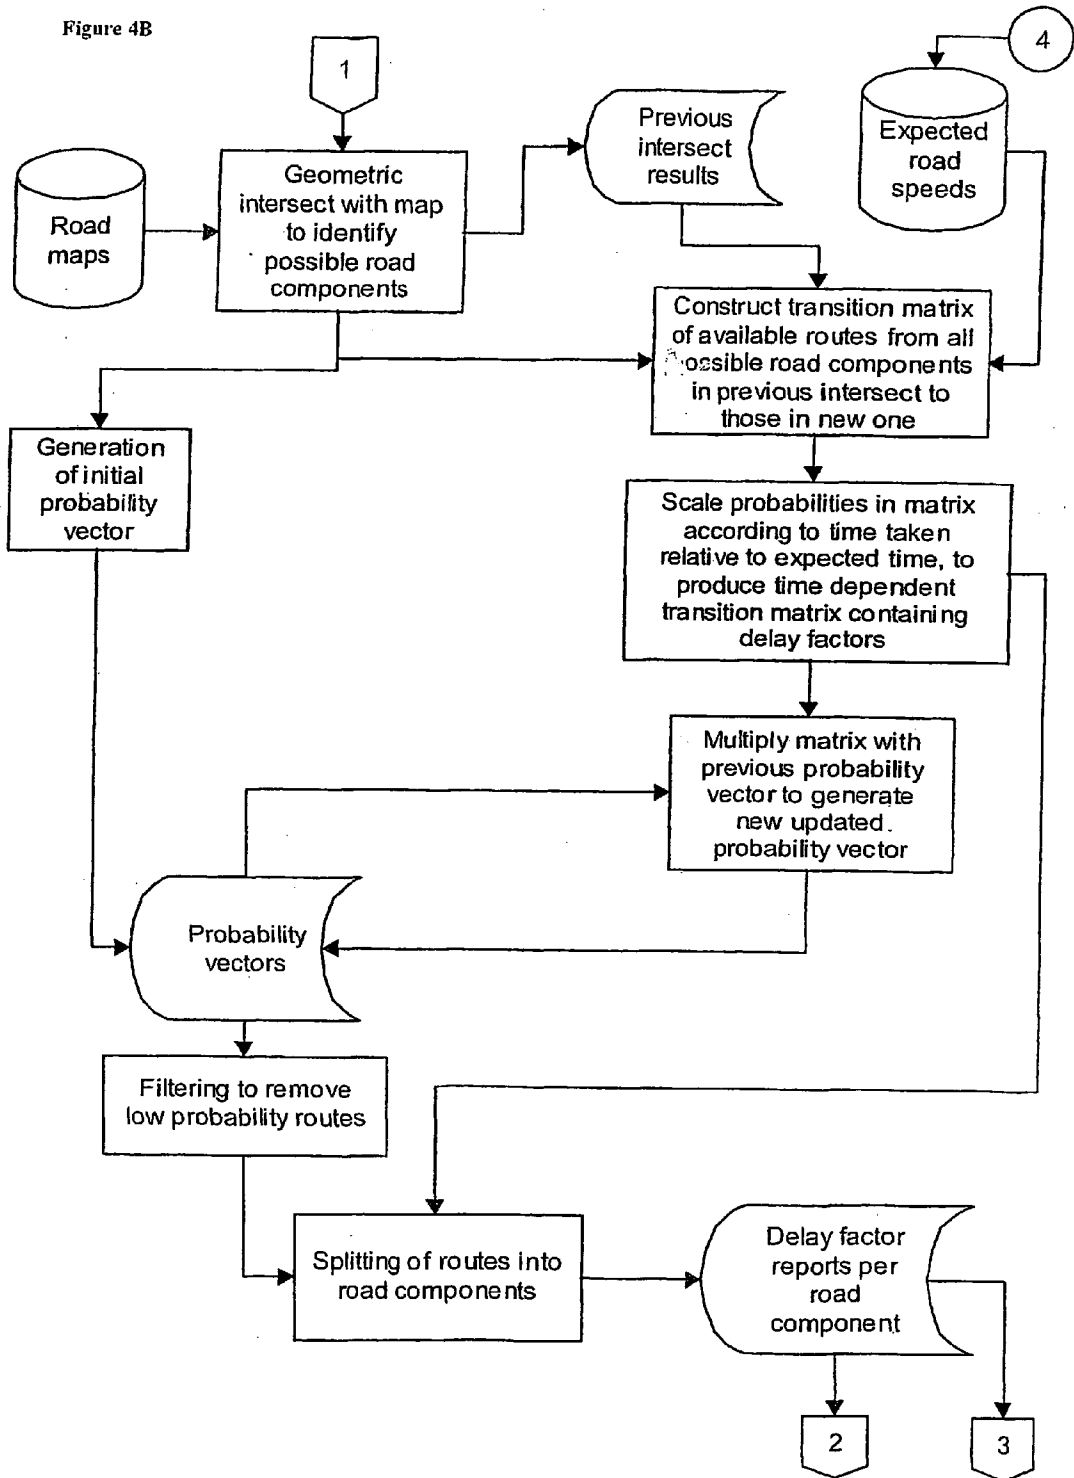 Figure 4B
1
4
Previous
intersect
results
Expected
road
speeds
Road
maps
Geometric
intersect with map
to identify
possible road
components
Construct transition matrix
of available routes from all
possible road components
in previous intersect to
those in new one
Generation
of initial
probability
vector
Scale probabilities in matrix
according to time taken
relative to expected time, to
produce time dependent
transition matrix containing
delay factors
Multiply matrix with
previous probability
vector to generate
new updated
probability vector
Probability
vectors
Filtering to remove
low probability routes
Splitting of routes into
road components
Delay factor
reports per
road
component
2
3